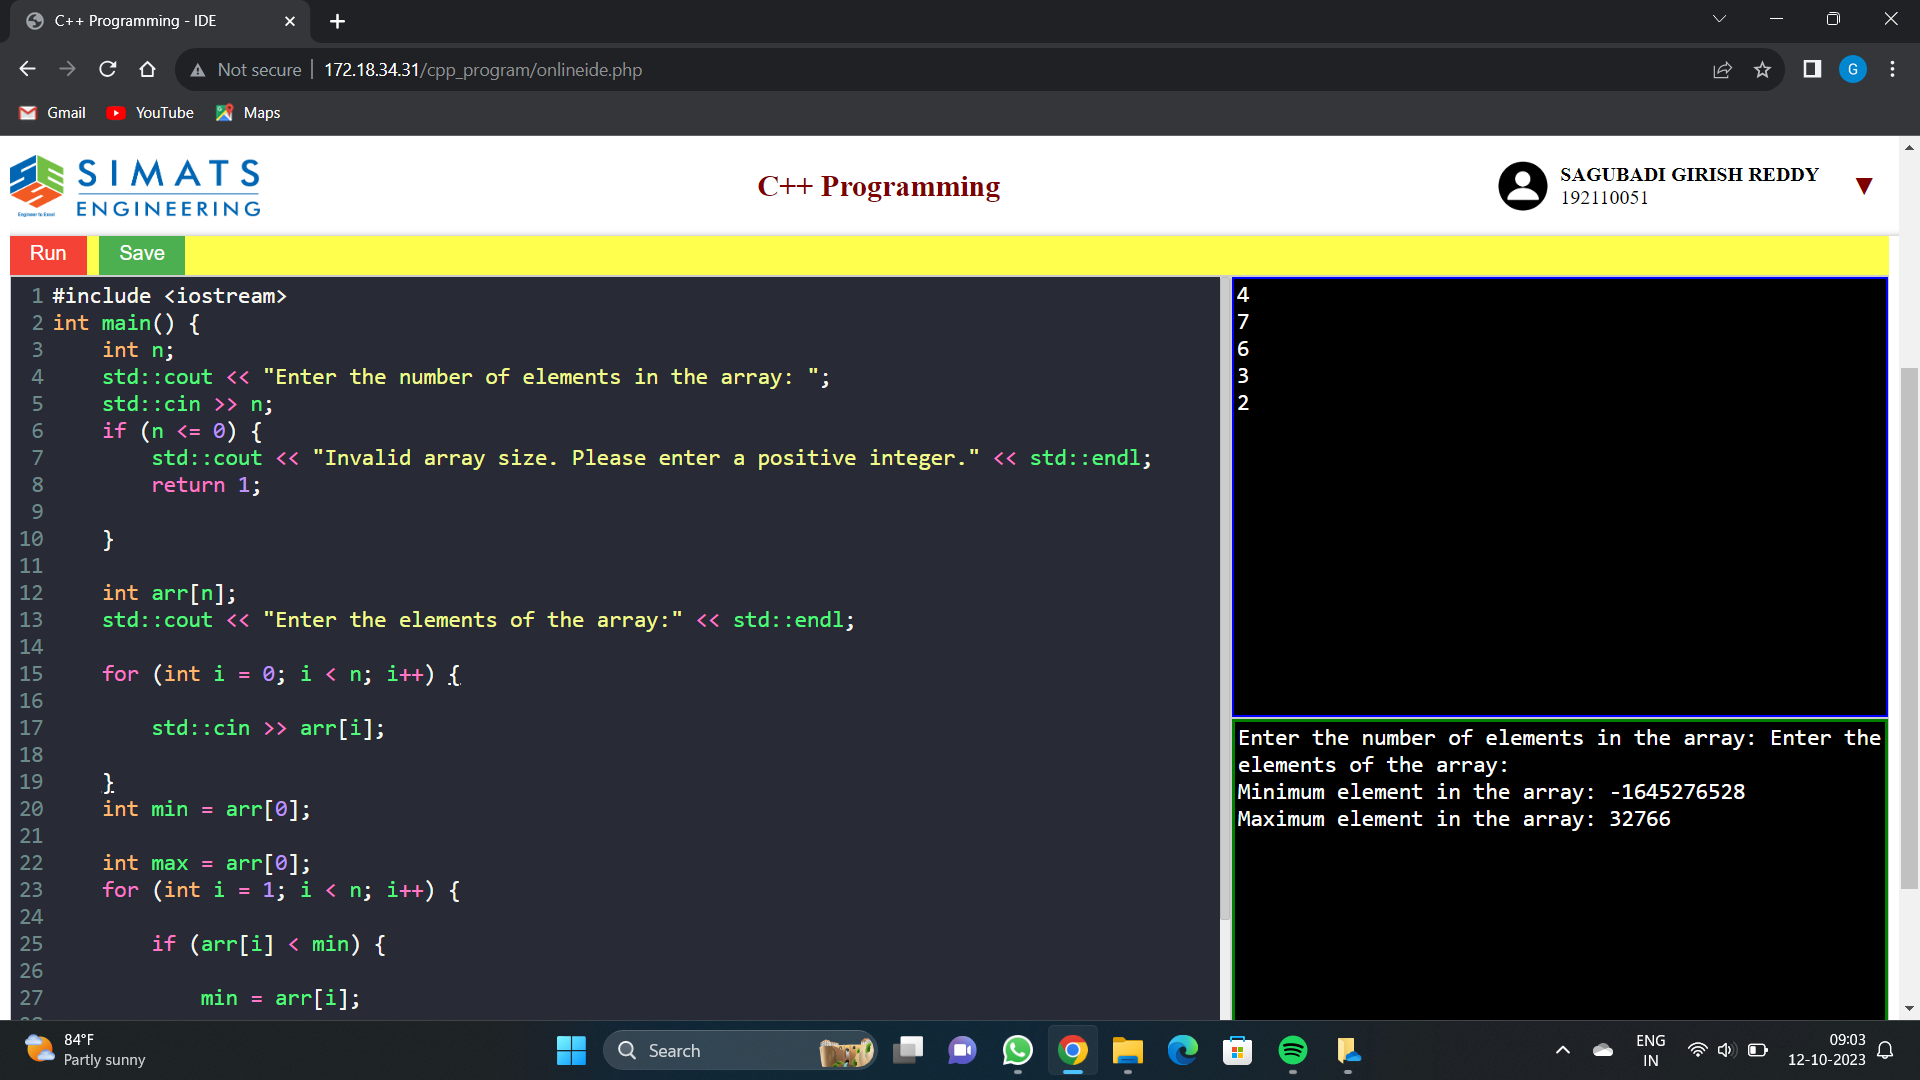 C++ Programming - IDE
Not secure
172.18.34.31/cpp_program/onlineide.php
G
Gmail
YouTube
Maps
SIMATS
ENGINEERING
Engineer to Excel
C++ Programming
SAGUBADI GIRISH REDDY
192110051
Run
Save
1 #include <iostream>
2 int main() {
3     int n;
4     std::cout << "Enter the number of elements in the array: ";
5     std::cin >> n;
6     if (n <= 0) {
7         std::cout << "Invalid array size. Please enter a positive integer." << std::endl;
8         return 1;
9
10     }
11
12     int arr[n];
13     std::cout << "Enter the elements of the array:" << std::endl;
14
15     for (int i = 0; i < n; i++) {
16
17         std::cin >> arr[i];
18
19     }
20     int min = arr[0];
21
22     int max = arr[0];
23     for (int i = 1; i < n; i++) {
24
25         if (arr[i] < min) {
26
27             min = arr[i];
4
7
6
3
2
Enter the number of elements in the array: Enter the
elements of the array:
Minimum element in the array: -1645276528
Maximum element in the array: 32766
84°F
Partly sunny
Search
ENG
IN
09:03
12-10-2023